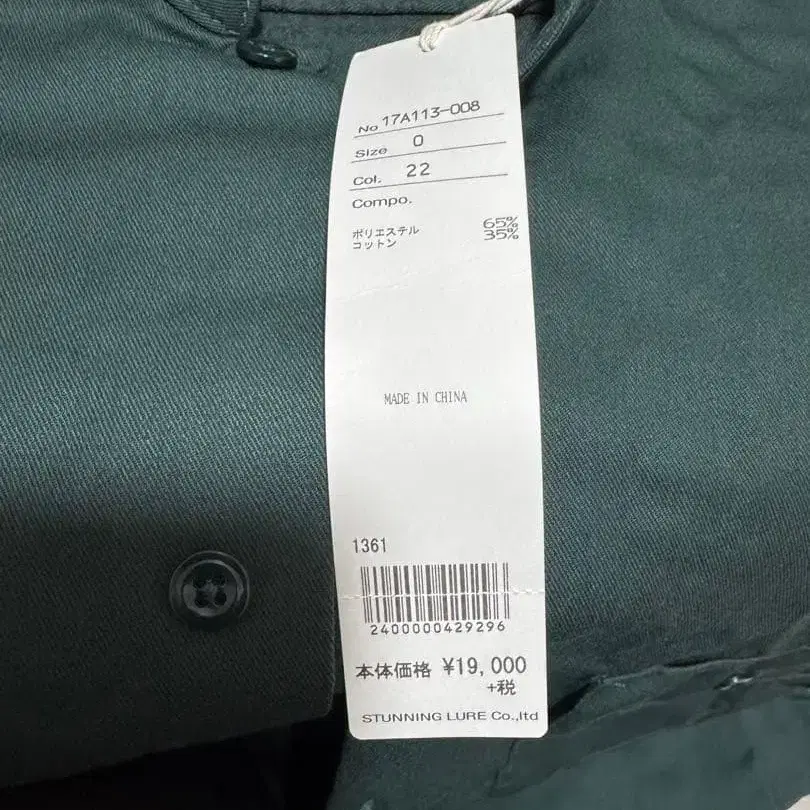 No 17A113-008
Size 0
Col. 22
Compo.
ポリエステル 65%
コットン 35%
MADE IN CHINA
1361
2400000429296
本体価格 ¥19,000
+税
STUNNING LURE Co.,ltd